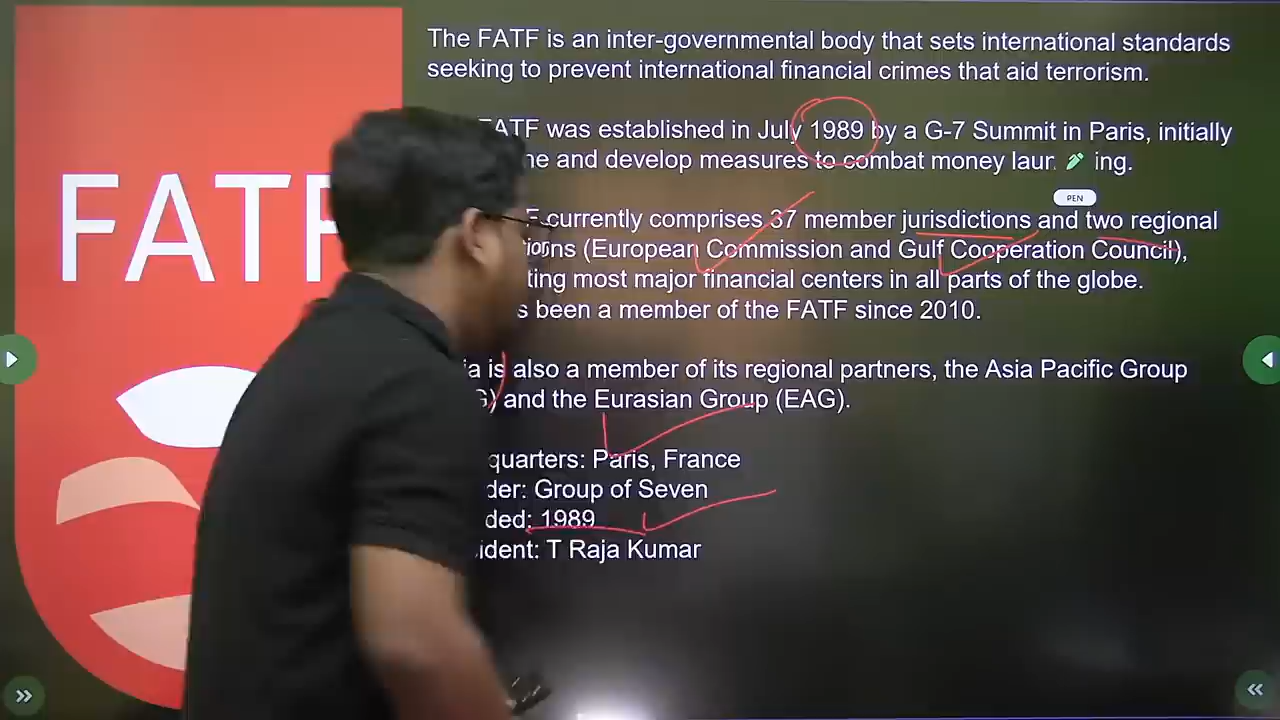 The FATF is an inter-governmental body that sets international standards
seeking to prevent international financial crimes that aid terrorism.
FATF was established in July 1989 by a G-7 Summit in Paris, initially
and develop measures to combat money laun ing.
PEN
currently comprises 37 member jurisdictions and two regional
(European Commission and Gulf Cooperation Council),
most major financial centers in all parts of the globe.
been a member of the FATF since 2010.
is also a member of its regional partners, the Asia Pacific Group
and the Eurasian Group (EAG).
quarters: Paris, France
der: Group of Seven
ded: 1989
ident: T Raja Kumar
FATF